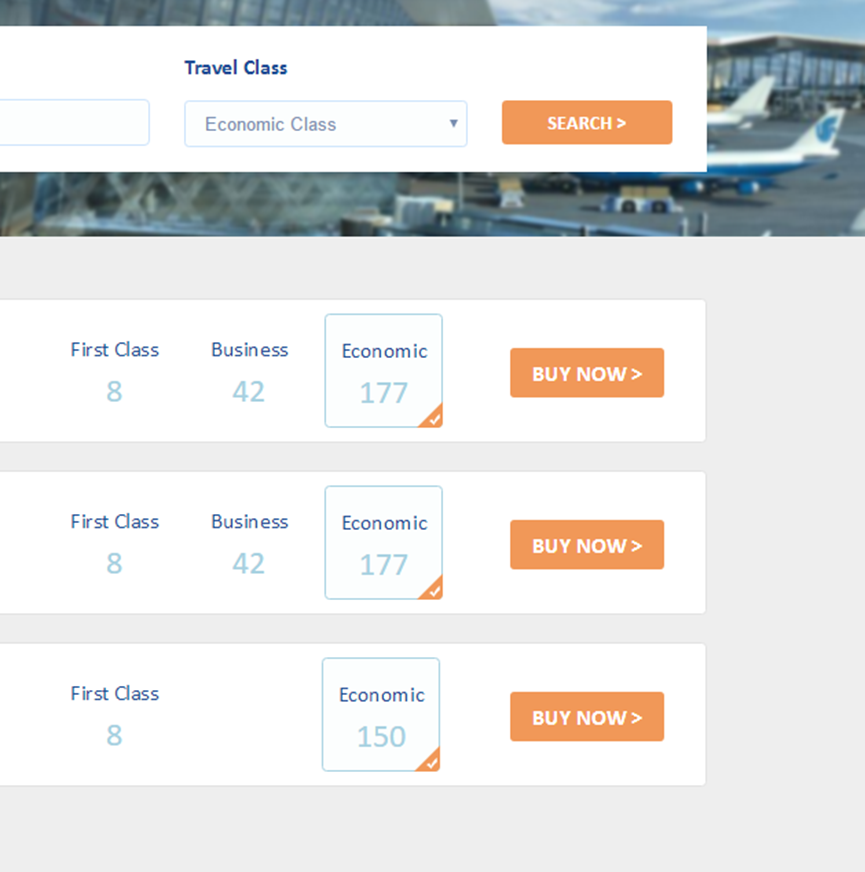 Travel Class
Economic Class
SEARCH >
First Class Business Economic
8 42 177
BUY NOW >
First Class Business Economic
8 42 177
BUY NOW >
First Class Economic
8 150
BUY NOW >